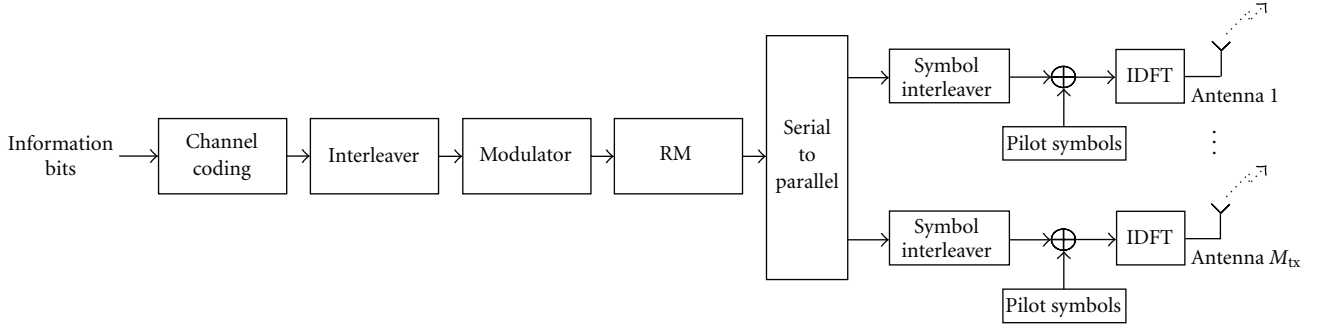 Information
bits
Channel
coding
Interleaver
Modulator
RM
Serial
to
parallel
Symbol
interleaver
Pilot symbols
IDFT
Antenna 1
Symbol
interleaver
Pilot symbols
IDFT
Antenna Mtx